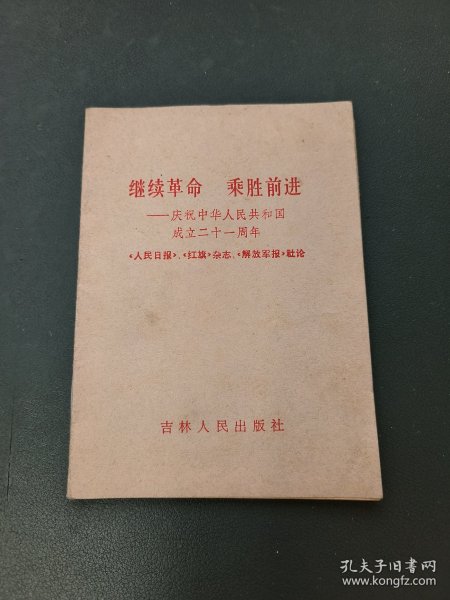 继续革命　乘胜前进
——庆祝中华人民共和国
成立二十一周年
《人民日报》、《红旗》杂志、《解放军报》社论
吉林人民出版社
孔夫子旧书网
www.kongfz.com